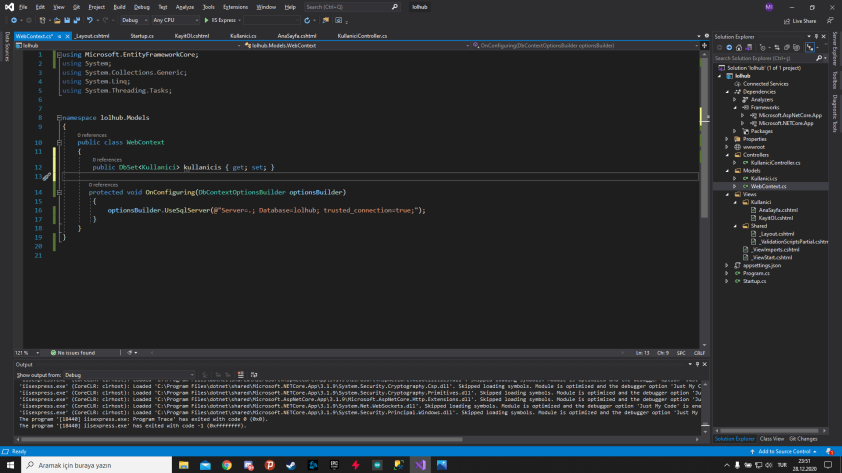 File Edit View Git Project Build Debug Test Analyze Tools Extensions Window Help Search (Ctrl+Q) lolhub MI
Debug Any CPU IIS Express Live Share
WebContext.cs* _Layout.cshtml Startup.cs KayitOl.cshtml Kullanici.cs AnaSayfa.cshtml KullaniciController.cs
lolhub lolhub.Models.WebContext OnConfiguring(DbContextOptionsBuilder optionsBuilder)
1 using Microsoft.EntityFrameworkCore;
2 using System;
3 using System.Collections.Generic;
4 using System.Linq;
5 using System.Threading.Tasks;
6
7
8 namespace lolhub.Models
9 {
0 references
10 public class WebContext
11 {
0 references
12 public DbSet<Kullanici> kullanicis { get; set; }
13
0 references
14 protected void OnConfiguring(DbContextOptionsBuilder optionsBuilder)
15 {
16 optionsBuilder.UseSqlServer(@"Server=.; Database=lolhub; trusted_connection=true;");
17 }
18 }
19 }
20
21
121 % No issues found Ln: 13 Ch: 9 SPC CRLF
Output
Show output from: Debug
'iisexpress.exe' (CoreCLR: clrhost): Loaded 'C:\Program Files\dotnet\shared\Microsoft.NETCore.App\3.1.9\System.Security.Cryptography.Csp.dll'. Skipped loading symbols. Module is optimized and the debugger option 'Just My Co
'iisexpress.exe' (CoreCLR: clrhost): Loaded 'C:\Program Files\dotnet\shared\Microsoft.NETCore.App\3.1.9\System.Security.Cryptography.Primitives.dll'. Skipped loading symbols. Module is optimized and the debugger option 'Just
'iisexpress.exe' (CoreCLR: clrhost): Loaded 'C:\Program Files\dotnet\shared\Microsoft.AspNetCore.App\3.1.9\Microsoft.AspNetCore.Http.Extensions.dll'. Skipped loading symbols. Module is optimized and the debugger option 'Just
'iisexpress.exe' (CoreCLR: clrhost): Loaded 'C:\Program Files\dotnet\shared\Microsoft.NETCore.App\3.1.9\System.Net.WebSockets.dll'. Skipped loading symbols. Module is optimized and the debugger option 'Just My Code' is enab
'iisexpress.exe' (CoreCLR: clrhost): Loaded 'C:\Program Files\dotnet\shared\Microsoft.NETCore.App\3.1.9\System.Security.Principal.Windows.dll'. Skipped loading symbols. Module is optimized and the debugger option 'Just My C
The program '[18440] iisexpress.exe: Program Trace' has exited with code 0 (0x0).
The program '[18440] iisexpress.exe' has exited with code -1 (0xffffffff).
Data Sources
Solution Explorer
Search Solution Explorer (Ctrl+ş)
Solution 'lolhub' (1 of 1 project)
lolhub
Connected Services
Dependencies
Analyzers
Frameworks
Microsoft.AspNetCore.App
Microsoft.NETCore.App
Packages
Properties
wwwroot
Controllers
KullaniciController.cs
Models
Kullanici.cs
WebContext.cs
Views
Kullanici
AnaSayfa.cshtml
KayitOl.cshtml
Shared
_Layout.cshtml
_ValidationScriptsPartial.cshtm
_ViewImports.cshtml
_ViewStart.cshtml
appsettings.json
Program.cs
Startup.cs
Solution Explorer Class View Git Changes
Server Explorer Toolbox Diagnostic Tools
Ready Add to Source Control
Aramak için buraya yazın TUR 23:51
28.12.2020